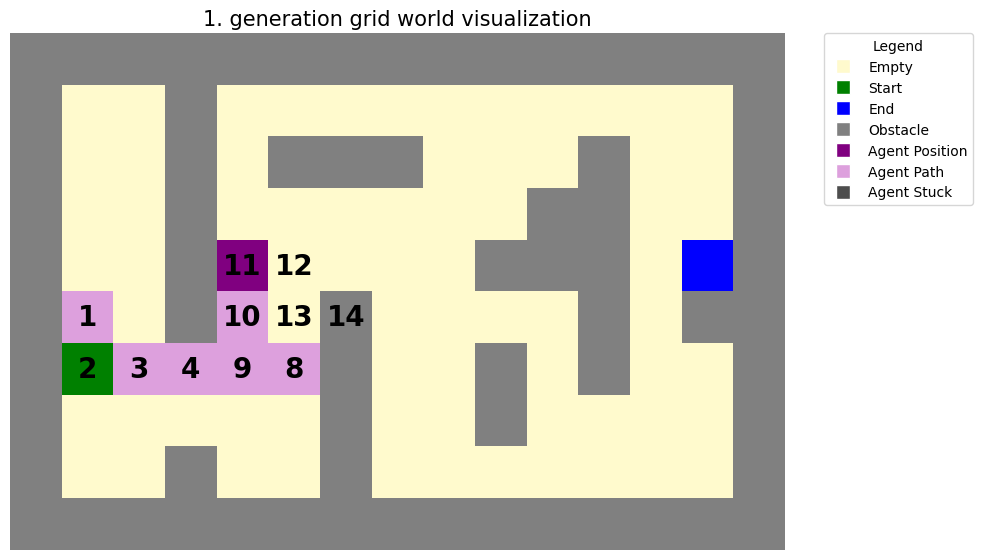 1. generation grid world visualization
Legend
Empty
Start
End
Obstacle
Agent Position
Agent Path
Agent Stuck
11 12
1 10 13 14
2 3 4 9 8